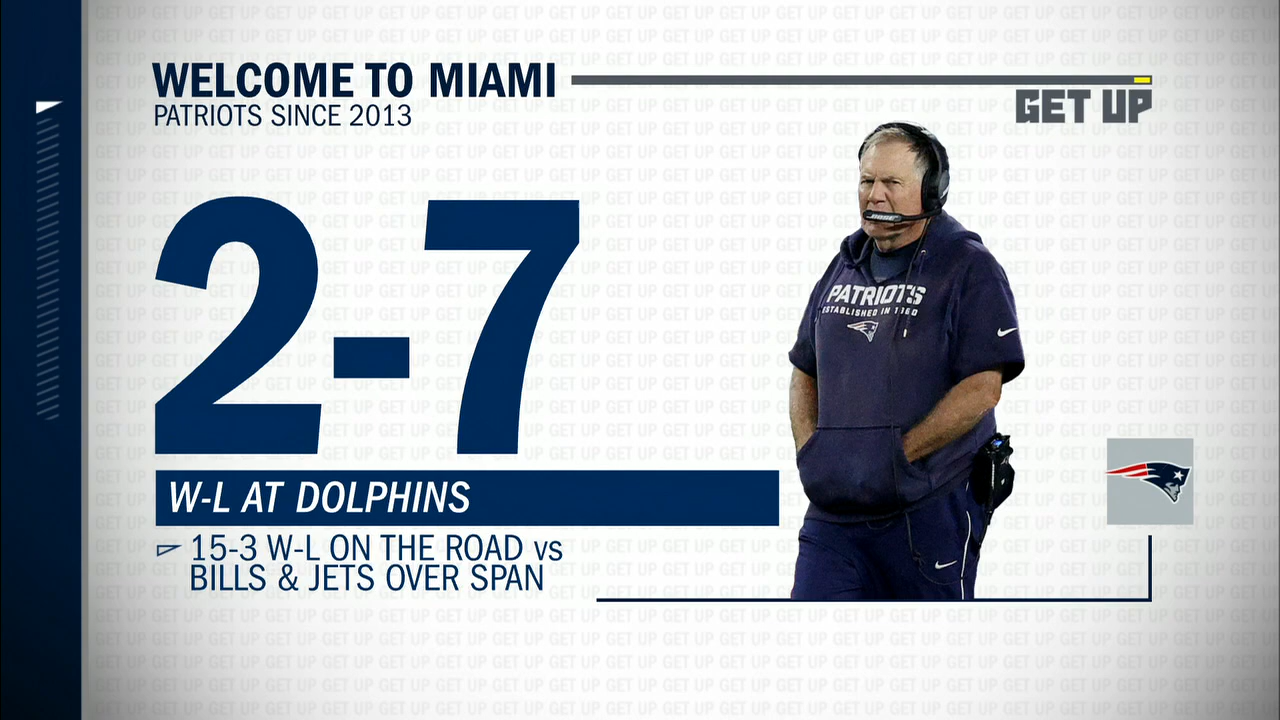 WELCOME TO MIAMI
PATRIOTS SINCE 2013
GET UP
2-7
W-L AT DOLPHINS
15-3 W-L ON THE ROAD vs
BILLS & JETS OVER SPAN
BOSE
PATRIOTS
ESTABLISHED IN 1960